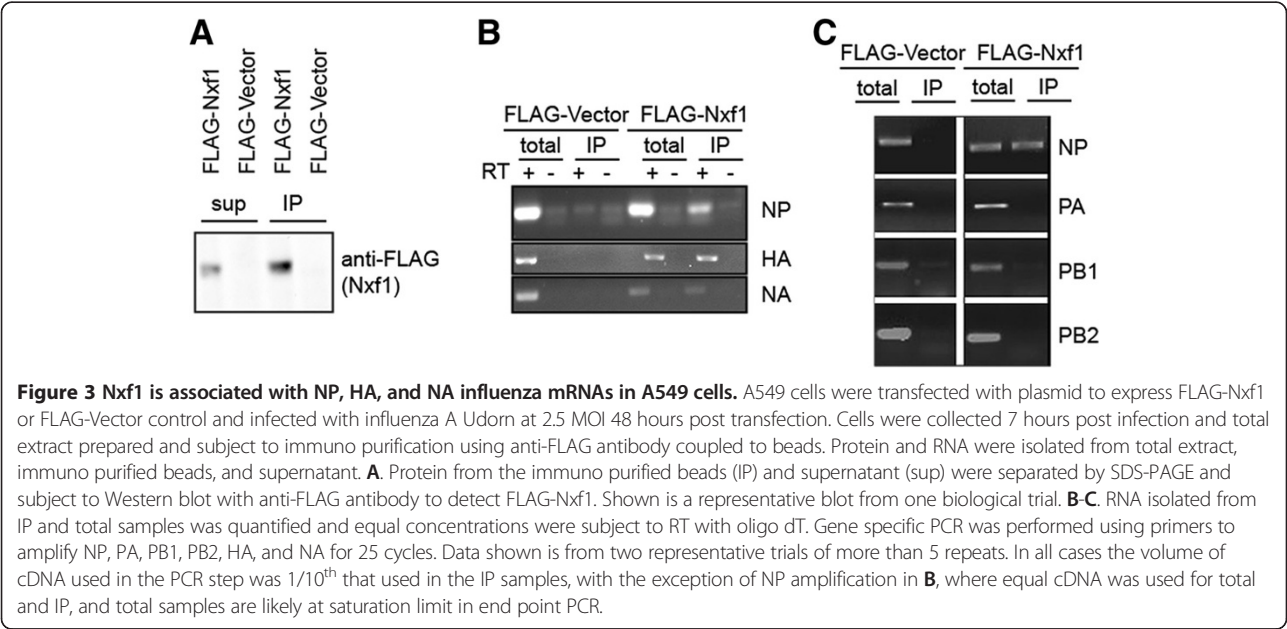 A
FLAG-Nxf1
FLAG-Vector
FLAG-Nxf1
FLAG-Vector
sup IP
anti-FLAG
(Nxf1)
B
FLAG-Vector FLAG-Nxf1
total IP total IP
RT + - + - + - + -
NP
HA
NA
C
FLAG-Vector FLAG-Nxf1
total IP total IP
NP
PA
PB1
PB2
Figure 3 Nxf1 is associated with NP, HA, and NA influenza mRNAs in A549 cells. A549 cells were transfected with plasmid to express FLAG-Nxf1
or FLAG-Vector control and infected with influenza A Udorn at 2.5 MOI 48 hours post transfection. Cells were collected 7 hours post infection and total
extract prepared and subject to immuno purification using anti-FLAG antibody coupled to beads. Protein and RNA were isolated from total extract,
immuno purified beads, and supernatant. A. Protein from the immuno purified beads (IP) and supernatant (sup) were separated by SDS-PAGE and
subject to Western blot with anti-FLAG antibody to detect FLAG-Nxf1. Shown is a representative blot from one biological trial. B-C. RNA isolated from
IP and total samples was quantified and equal concentrations were subject to RT with oligo dT. Gene specific PCR was performed using primers to
amplify NP, PA, PB1, PB2, HA, and NA for 25 cycles. Data shown is from two representative trials of more than 5 repeats. In all cases the volume of
cDNA used in the PCR step was 1/10th that used in the IP samples, with the exception of NP amplification in B, where equal cDNA was used for total
and IP, and total samples are likely at saturation limit in end point PCR.